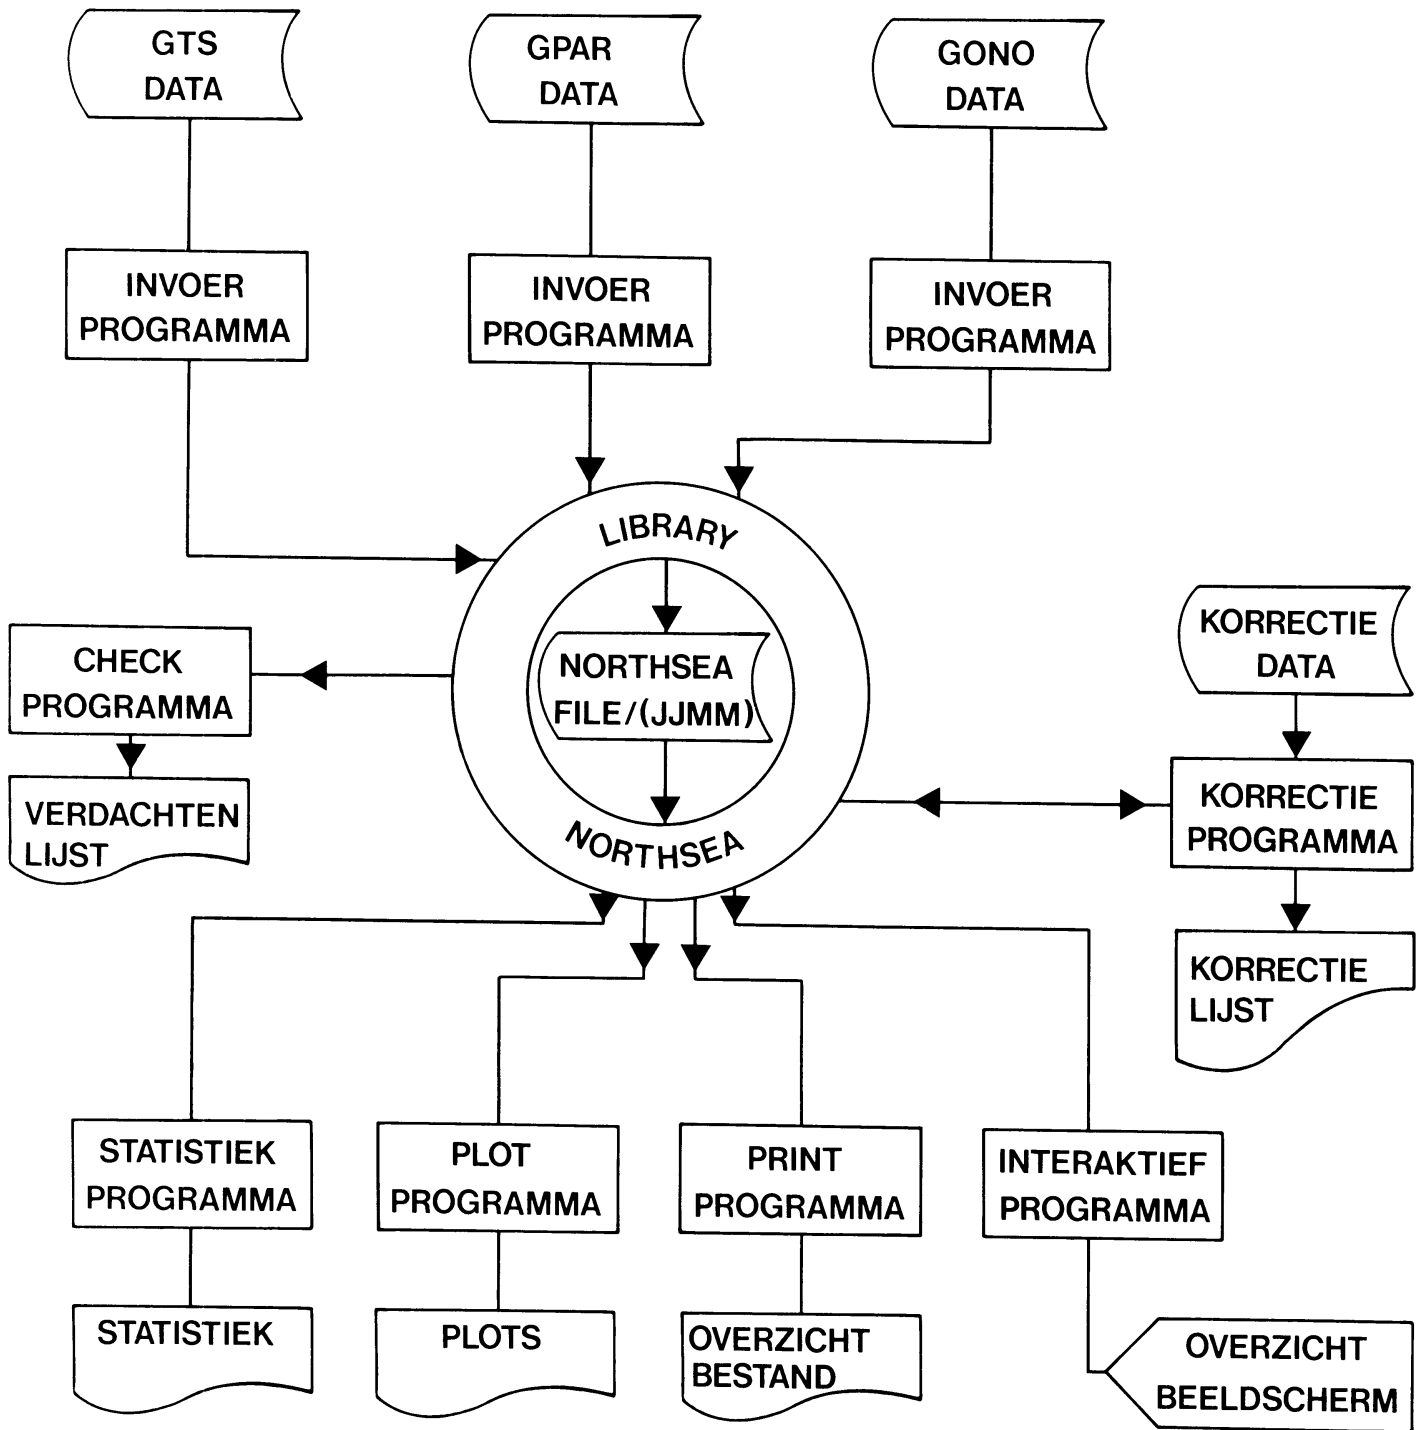 GTS
DATA
GPAR
DATA
GONO
DATA
INVOER
PROGRAMMA
INVOER
PROGRAMMA
INVOER
PROGRAMMA
LIBRARY
NORTHSEA
FILE/(JJMM)
NORTHSEA
CHECK
PROGRAMMA
VERDACHTEN
LIJST
KORRECTIE
DATA
KORRECTIE
PROGRAMMA
KORRECTIE
LIJST
STATISTIEK
PROGRAMMA
PLOT
PROGRAMMA
PRINT
PROGRAMMA
INTERAKTIEF
PROGRAMMA
STATISTIEK
PLOTS
OVERZICHT
BESTAND
OVERZICHT
BEELDSCHERM